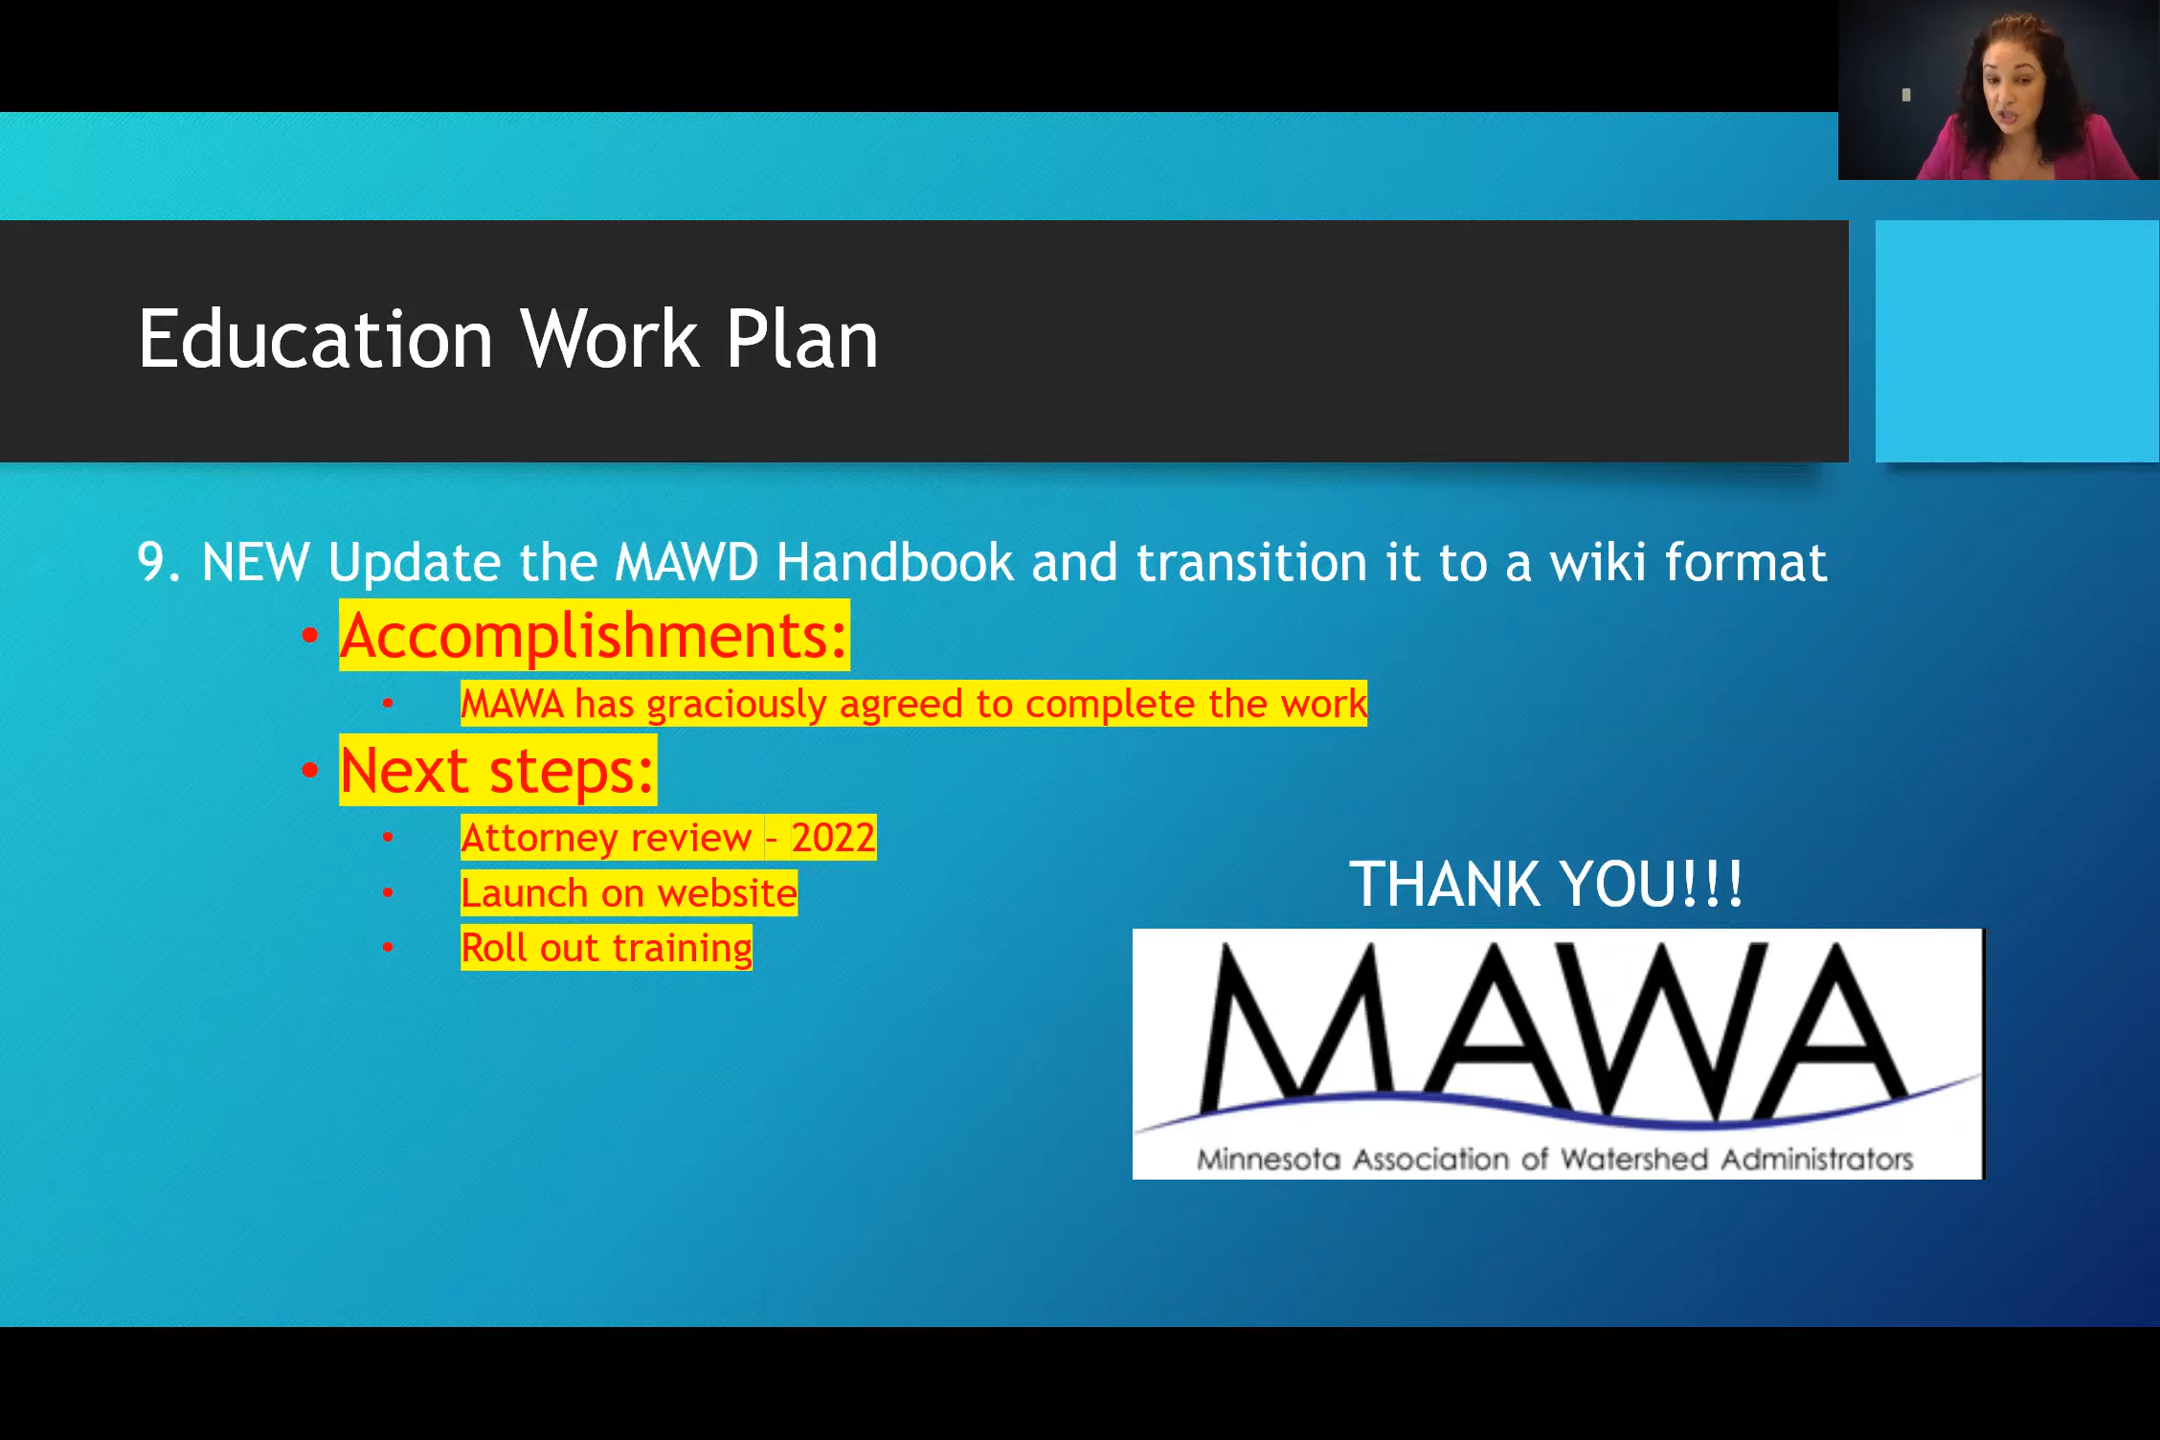 Education Work Plan
9. NEW Update the MAWD Handbook and transition it to a wiki format
• Accomplishments:
• MAWA has graciously agreed to complete the work
• Next steps:
• Attorney review – 2022
• Launch on website
• Roll out training
THANK YOU!!!
MAWA
Minnesota Association of Watershed Administrators